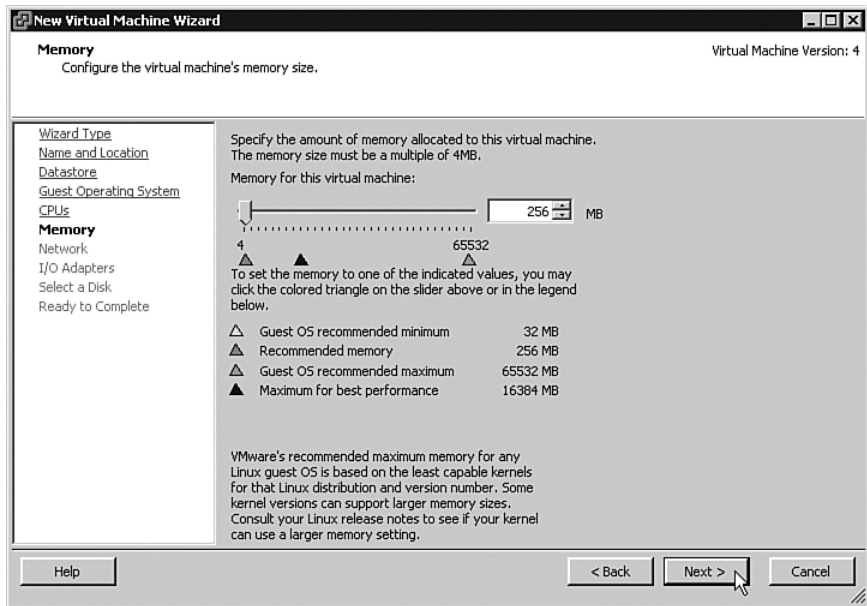 New Virtual Machine Wizard
Memory
Virtual Machine Version: 4
Configure the virtual machine's memory size.
Wizard Type
Name and Location
Datastore
Guest Operating System
CPUs
Memory
Network
I/O Adapters
Select a Disk
Ready to Complete
Specify the amount of memory allocated to this virtual machine.
The memory size must be a multiple of 4MB.
Memory for this virtual machine:
256 MB
4 65532
To set the memory to one of the indicated values, you may
click the colored triangle on the slider above or in the legend
below.
Guest OS recommended minimum 32 MB
Recommended memory 256 MB
Guest OS recommended maximum 65532 MB
Maximum for best performance 16384 MB
VMware's recommended maximum memory for any
Linux guest OS is based on the least capable kernels
for that Linux distribution and version number. Some
kernel versions can support larger memory sizes.
Consult your Linux release notes to see if your kernel
can use a larger memory setting.
Help
< Back
Next >
Cancel